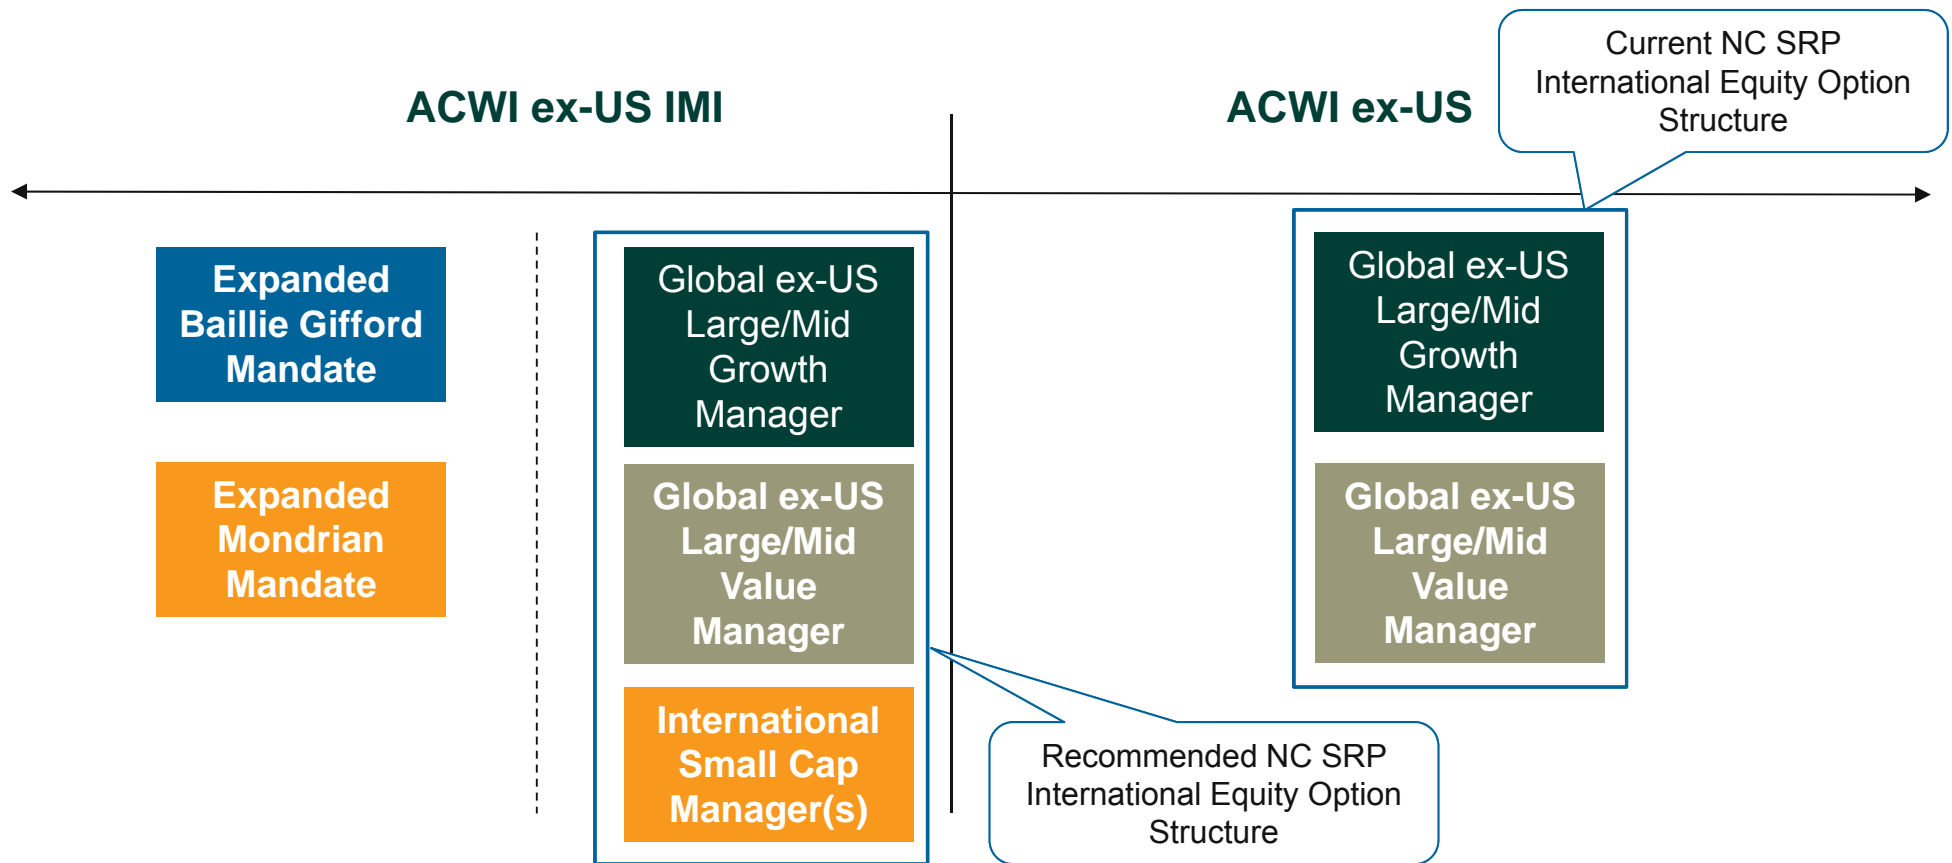 ACWI ex-US IMI
ACWI ex-US
Current NC SRP
International Equity Option
Structure
Expanded
Baillie Gifford
Mandate
Expanded
Mondrian
Mandate
Global ex-US
Large/Mid
Growth
Manager
Global ex-US
Large/Mid
Value
Manager
International
Small Cap
Manager(s)
Global ex-US
Large/Mid
Growth
Manager
Global ex-US
Large/Mid
Value
Manager
Recommended NC SRP
International Equity Option
Structure